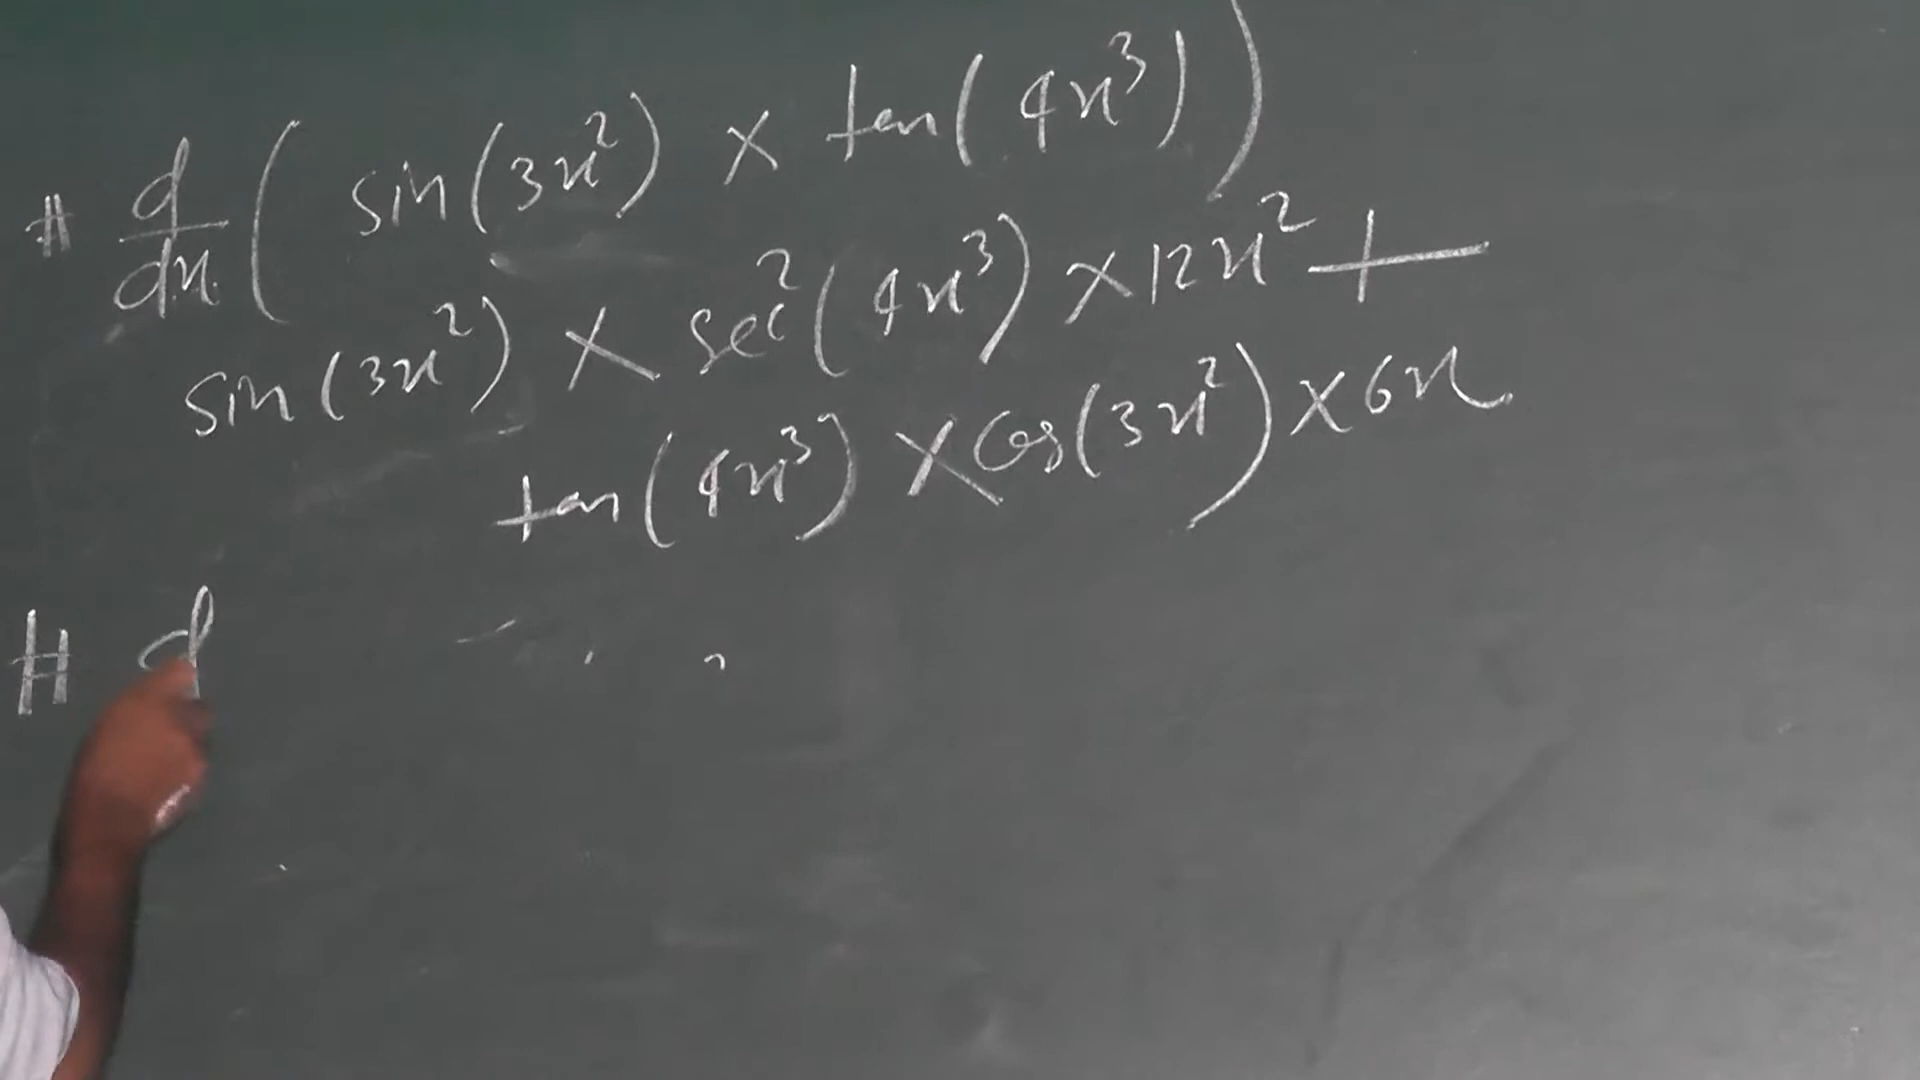 # d/dx ( sin(3x²) × tan(4x³) )
sin(3x²) × sec²(4x³) × 12x² +
tan(4x³) × cos(3x²) × 6x
# d